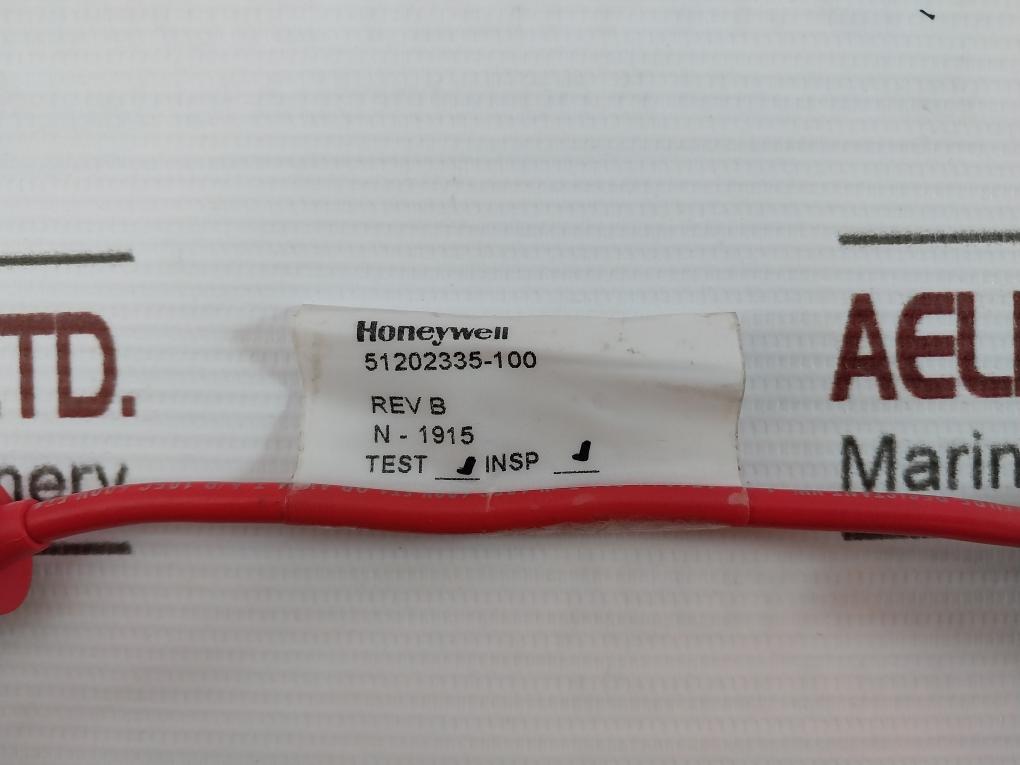 Honeywell
51202335-100
REV B
N - 1915
TEST INSP
TD.
AEL
Marin
nery